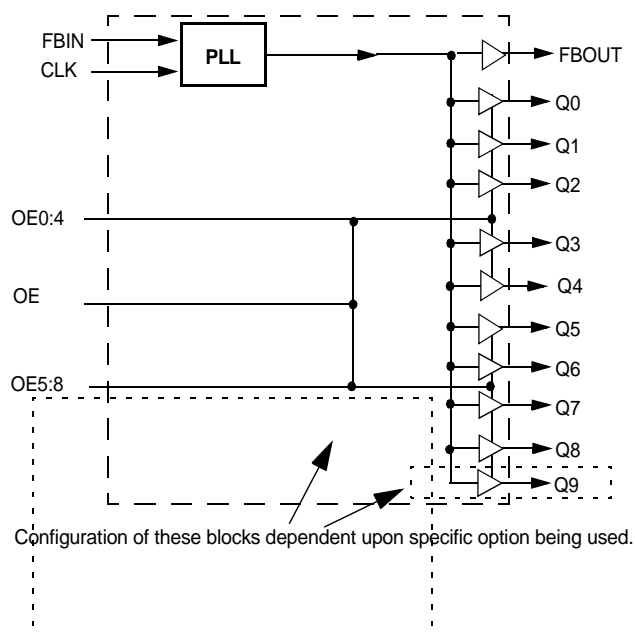 FBIN
CLK
PLL
FBOUT
Q0
Q1
Q2
OE0:4
Q3
OE
Q4
Q5
Q6
OE5:8
Q7
Q8
Q9
Configuration of these blocks dependent upon specific option being used.